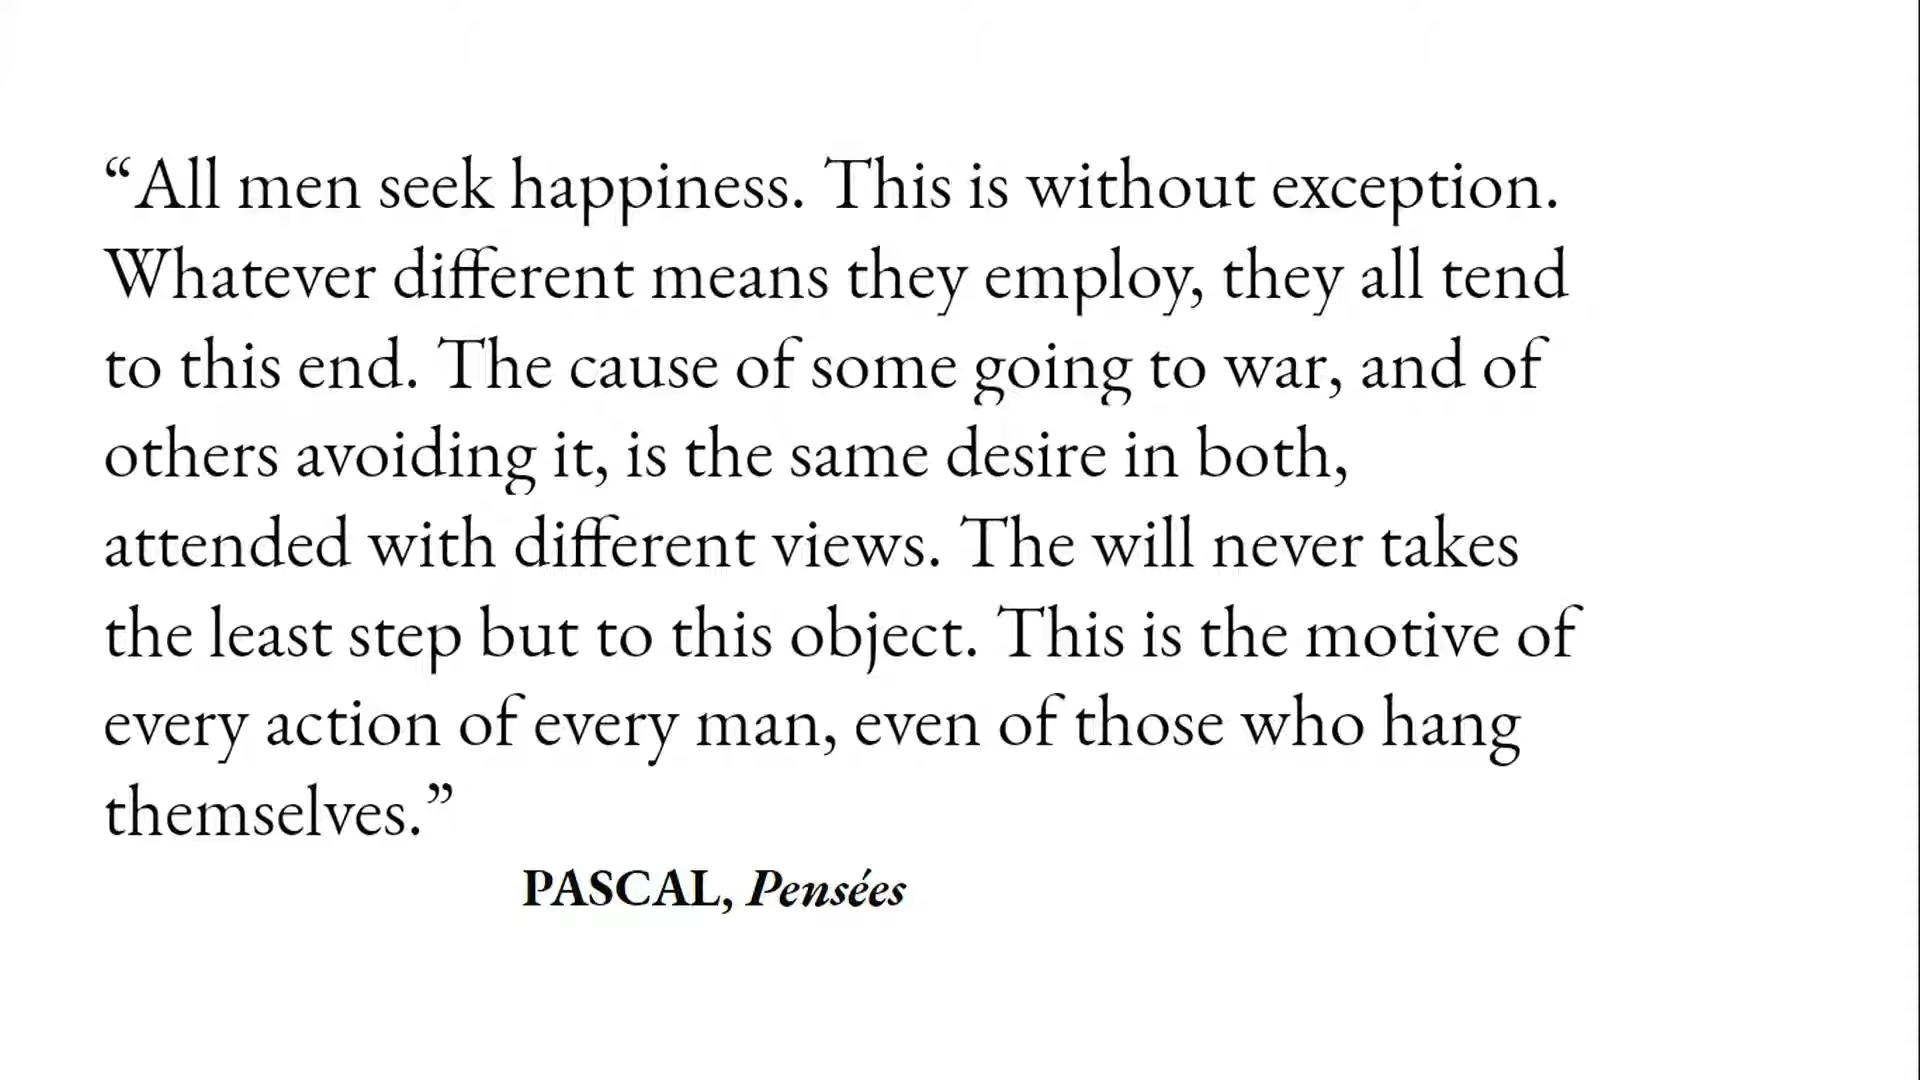 “All men seek happiness. This is without exception.
Whatever different means they employ, they all tend
to this end. The cause of some going to war, and of
others avoiding it, is the same desire in both,
attended with different views. The will never takes
the least step but to this object. This is the motive of
every action of every man, even of those who hang
themselves.”
PASCAL, Pensées